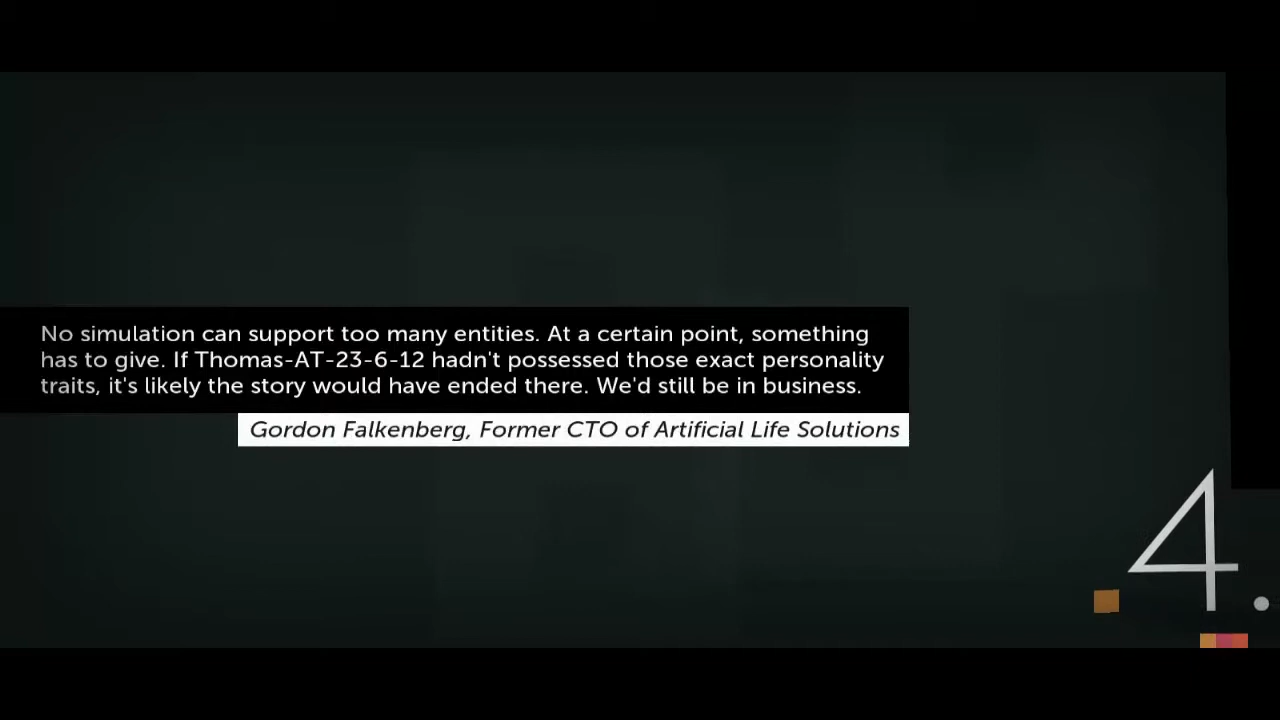 No simulation can support too many entities. At a certain point, something
has to give. If Thomas-AT-23-6-12 hadn't possessed those exact personality
traits, it's likely the story would have ended there. We'd still be in business.
Gordon Falkenberg, Former CTO of Artificial Life Solutions
4.